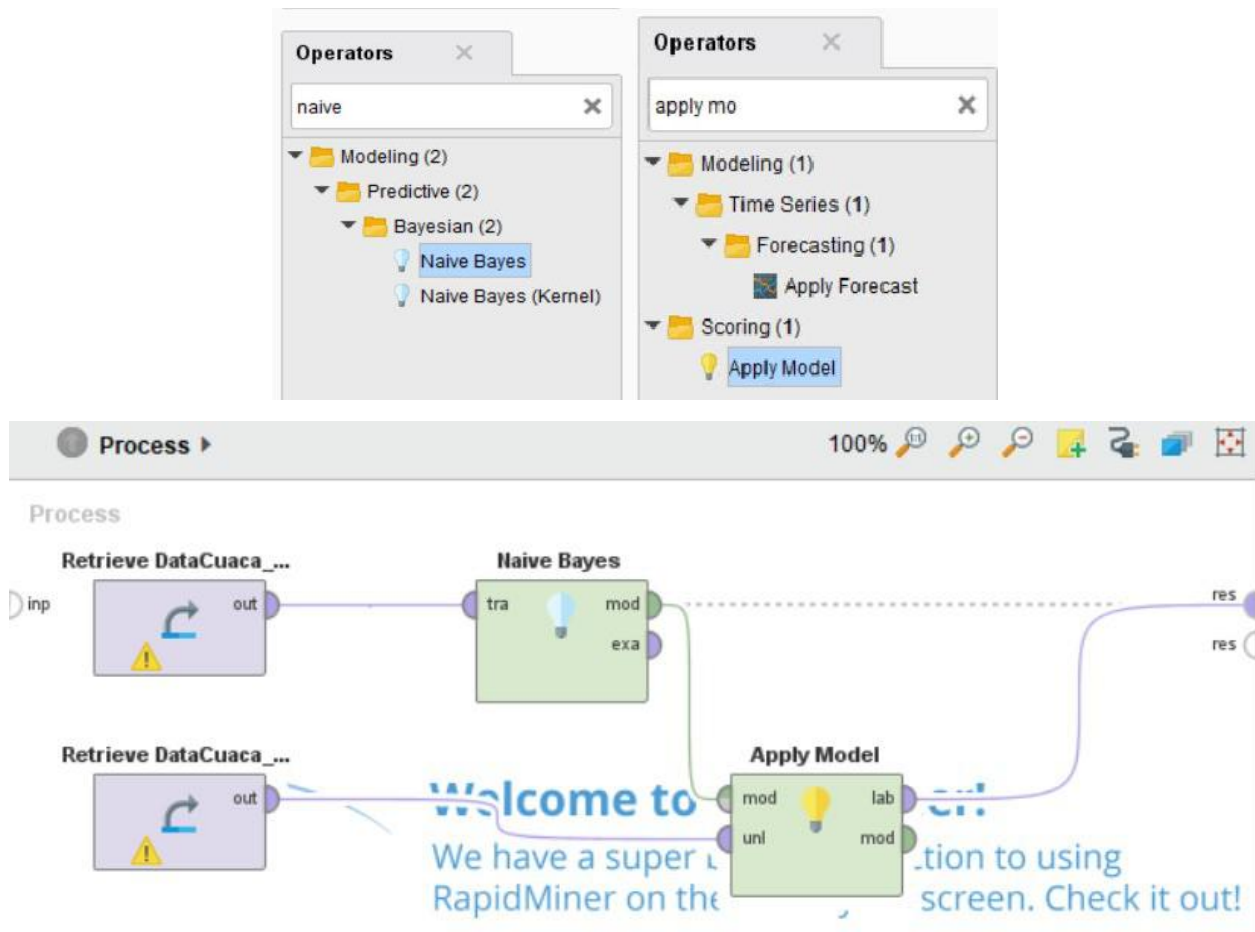 Operators
naive
Modeling (2)
Predictive (2)
Bayesian (2)
Naive Bayes
Naive Bayes (Kernel)
Operators
apply mo
Modeling (1)
Time Series (1)
Forecasting (1)
Apply Forecast
Scoring (1)
Apply Model
Process
100%
Process
Retrieve DataCuaca_...
Naive Bayes
inp
out
tra
mod
res
exa
res
Retrieve DataCuaca_...
Apply Model
out
mod
lab
unl
mod
Welcome to
We have a super
to using
RapidMiner on the
screen. Check it out!